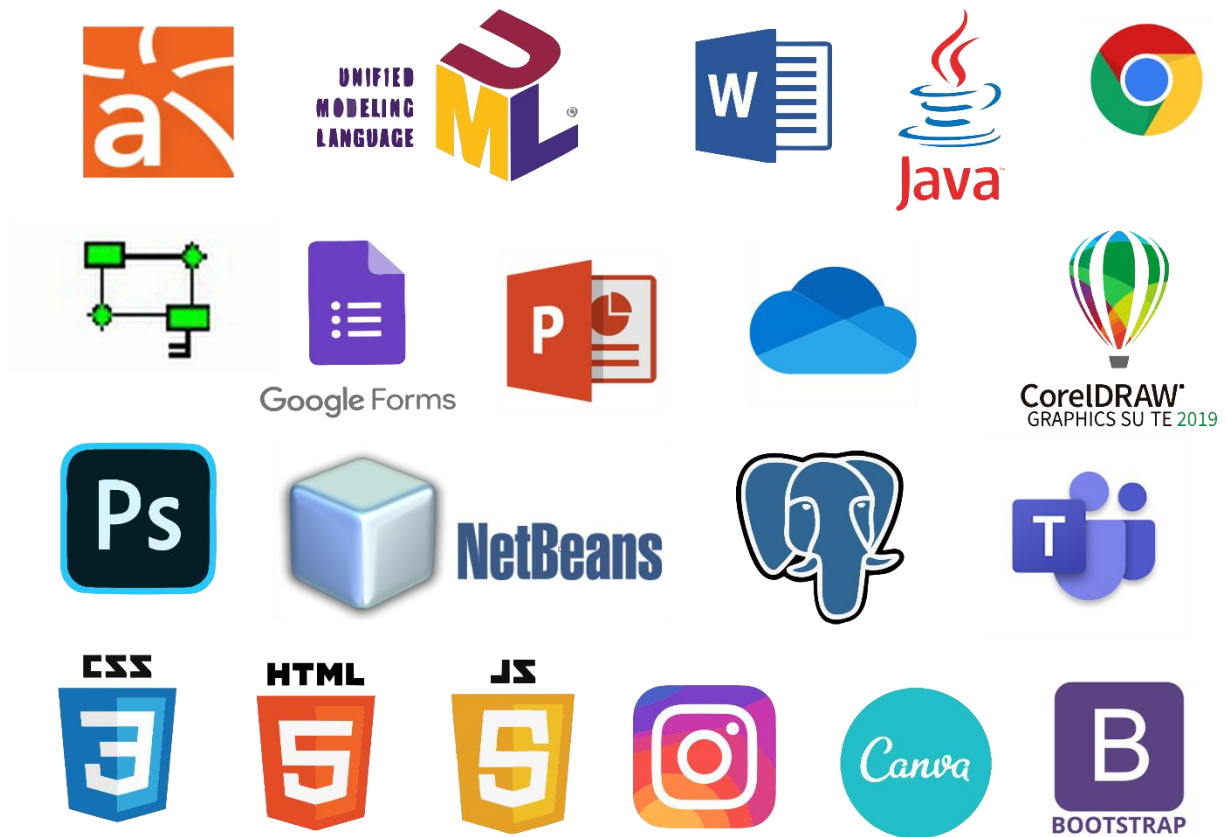 a
UNIFIED
MODELING
LANGUAGE
UML
®
W
Java
Google Forms
P
CorelDRAW
GRAPHICS SU TE 2019
Ps
NetBeans
T
CSS
3
HTML
5
JS
5
Canva
B
BOOTSTRAP